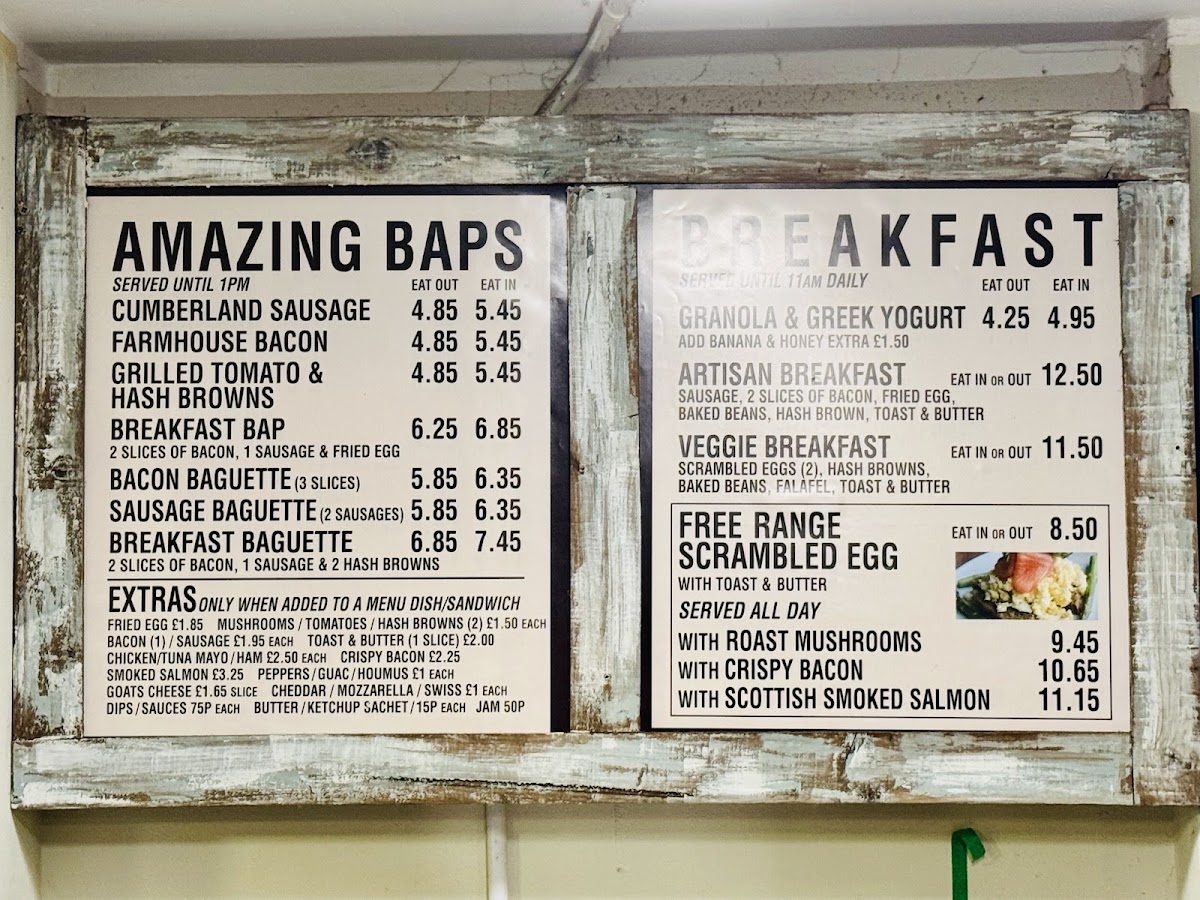 AMAZING BAPS
SERVED UNTIL 1PM EAT OUT EAT IN
CUMBERLAND SAUSAGE 4.85 5.45
FARMHOUSE BACON 4.85 5.45
GRILLED TOMATO & 4.85 5.45
HASH BROWNS
BREAKFAST BAP 6.25 6.85
2 SLICES OF BACON, 1 SAUSAGE & FRIED EGG
BACON BAGUETTE (3 SLICES) 5.85 6.35
SAUSAGE BAGUETTE (2 SAUSAGES) 5.85 6.35
BREAKFAST BAGUETTE 6.85 7.45
2 SLICES OF BACON, 1 SAUSAGE & 2 HASH BROWNS
EXTRAS ONLY WHEN ADDED TO A MENU DISH/SANDWICH
FRIED EGG £1.85 MUSHROOMS / TOMATOES / HASH BROWNS (2) £1.50 EACH
BACON (1) / SAUSAGE £1.95 EACH TOAST & BUTTER (1 SLICE) £2.00
CHICKEN/TUNA MAYO/HAM £2.50 EACH CRISPY BACON £2.25
SMOKED SALMON £3.25 PEPPERS/GUAC/HOUMUS £1 EACH
GOATS CHEESE £1.65 SLICE CHEDDAR / MOZZARELLA / SWISS £1 EACH
DIPS/SAUCES 75P EACH BUTTER/KETCHUP SACHET/15P EACH JAM 50P
BREAKFAST
SERVED UNTIL 11AM DAILY EAT OUT EAT IN
GRANOLA & GREEK YOGURT 4.25 4.95
ADD BANANA & HONEY EXTRA £1.50
ARTISAN BREAKFAST EAT IN OR OUT 12.50
SAUSAGE, 2 SLICES OF BACON, FRIED EGG,
BAKED BEANS, HASH BROWN, TOAST & BUTTER
VEGGIE BREAKFAST EAT IN OR OUT 11.50
SCRAMBLED EGGS (2), HASH BROWNS,
BAKED BEANS, FALAFEL, TOAST & BUTTER
FREE RANGE EAT IN OR OUT 8.50
SCRAMBLED EGG
WITH TOAST & BUTTER
SERVED ALL DAY
WITH ROAST MUSHROOMS 9.45
WITH CRISPY BACON 10.65
WITH SCOTTISH SMOKED SALMON 11.15